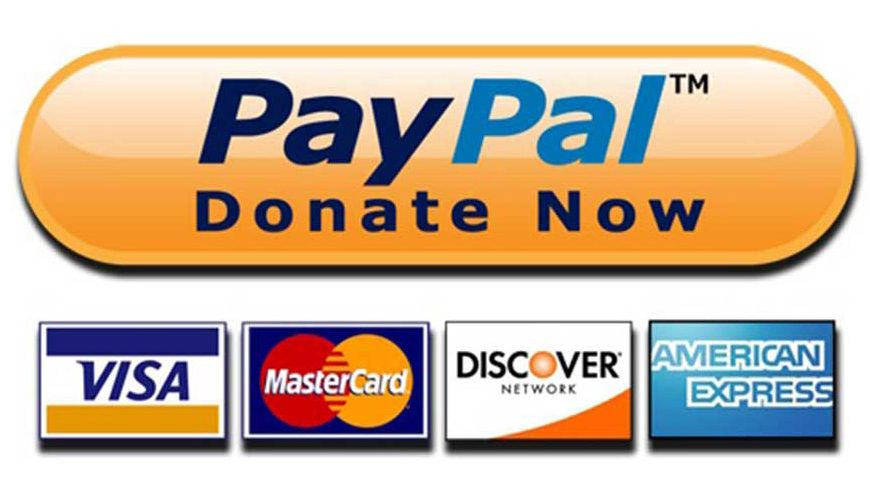 PayPal™
Donate Now
VISA
MasterCard
DISCOVER®
NETWORK
AMERICAN
EXPRESS